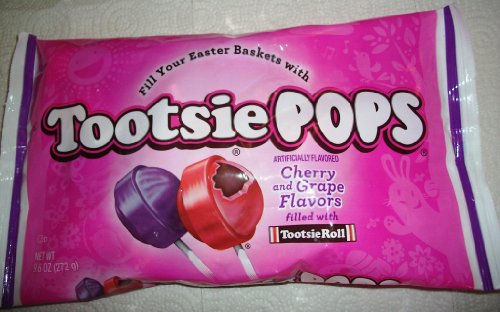 Fill Your Easter Baskets with
Tootsie POPS
®
ARTIFICIALLY FLAVORED
Cherry
and Grape
Flavors
filled with
Tootsie Roll
®
®
NET WT
9.6 OZ (272 g)
POPS